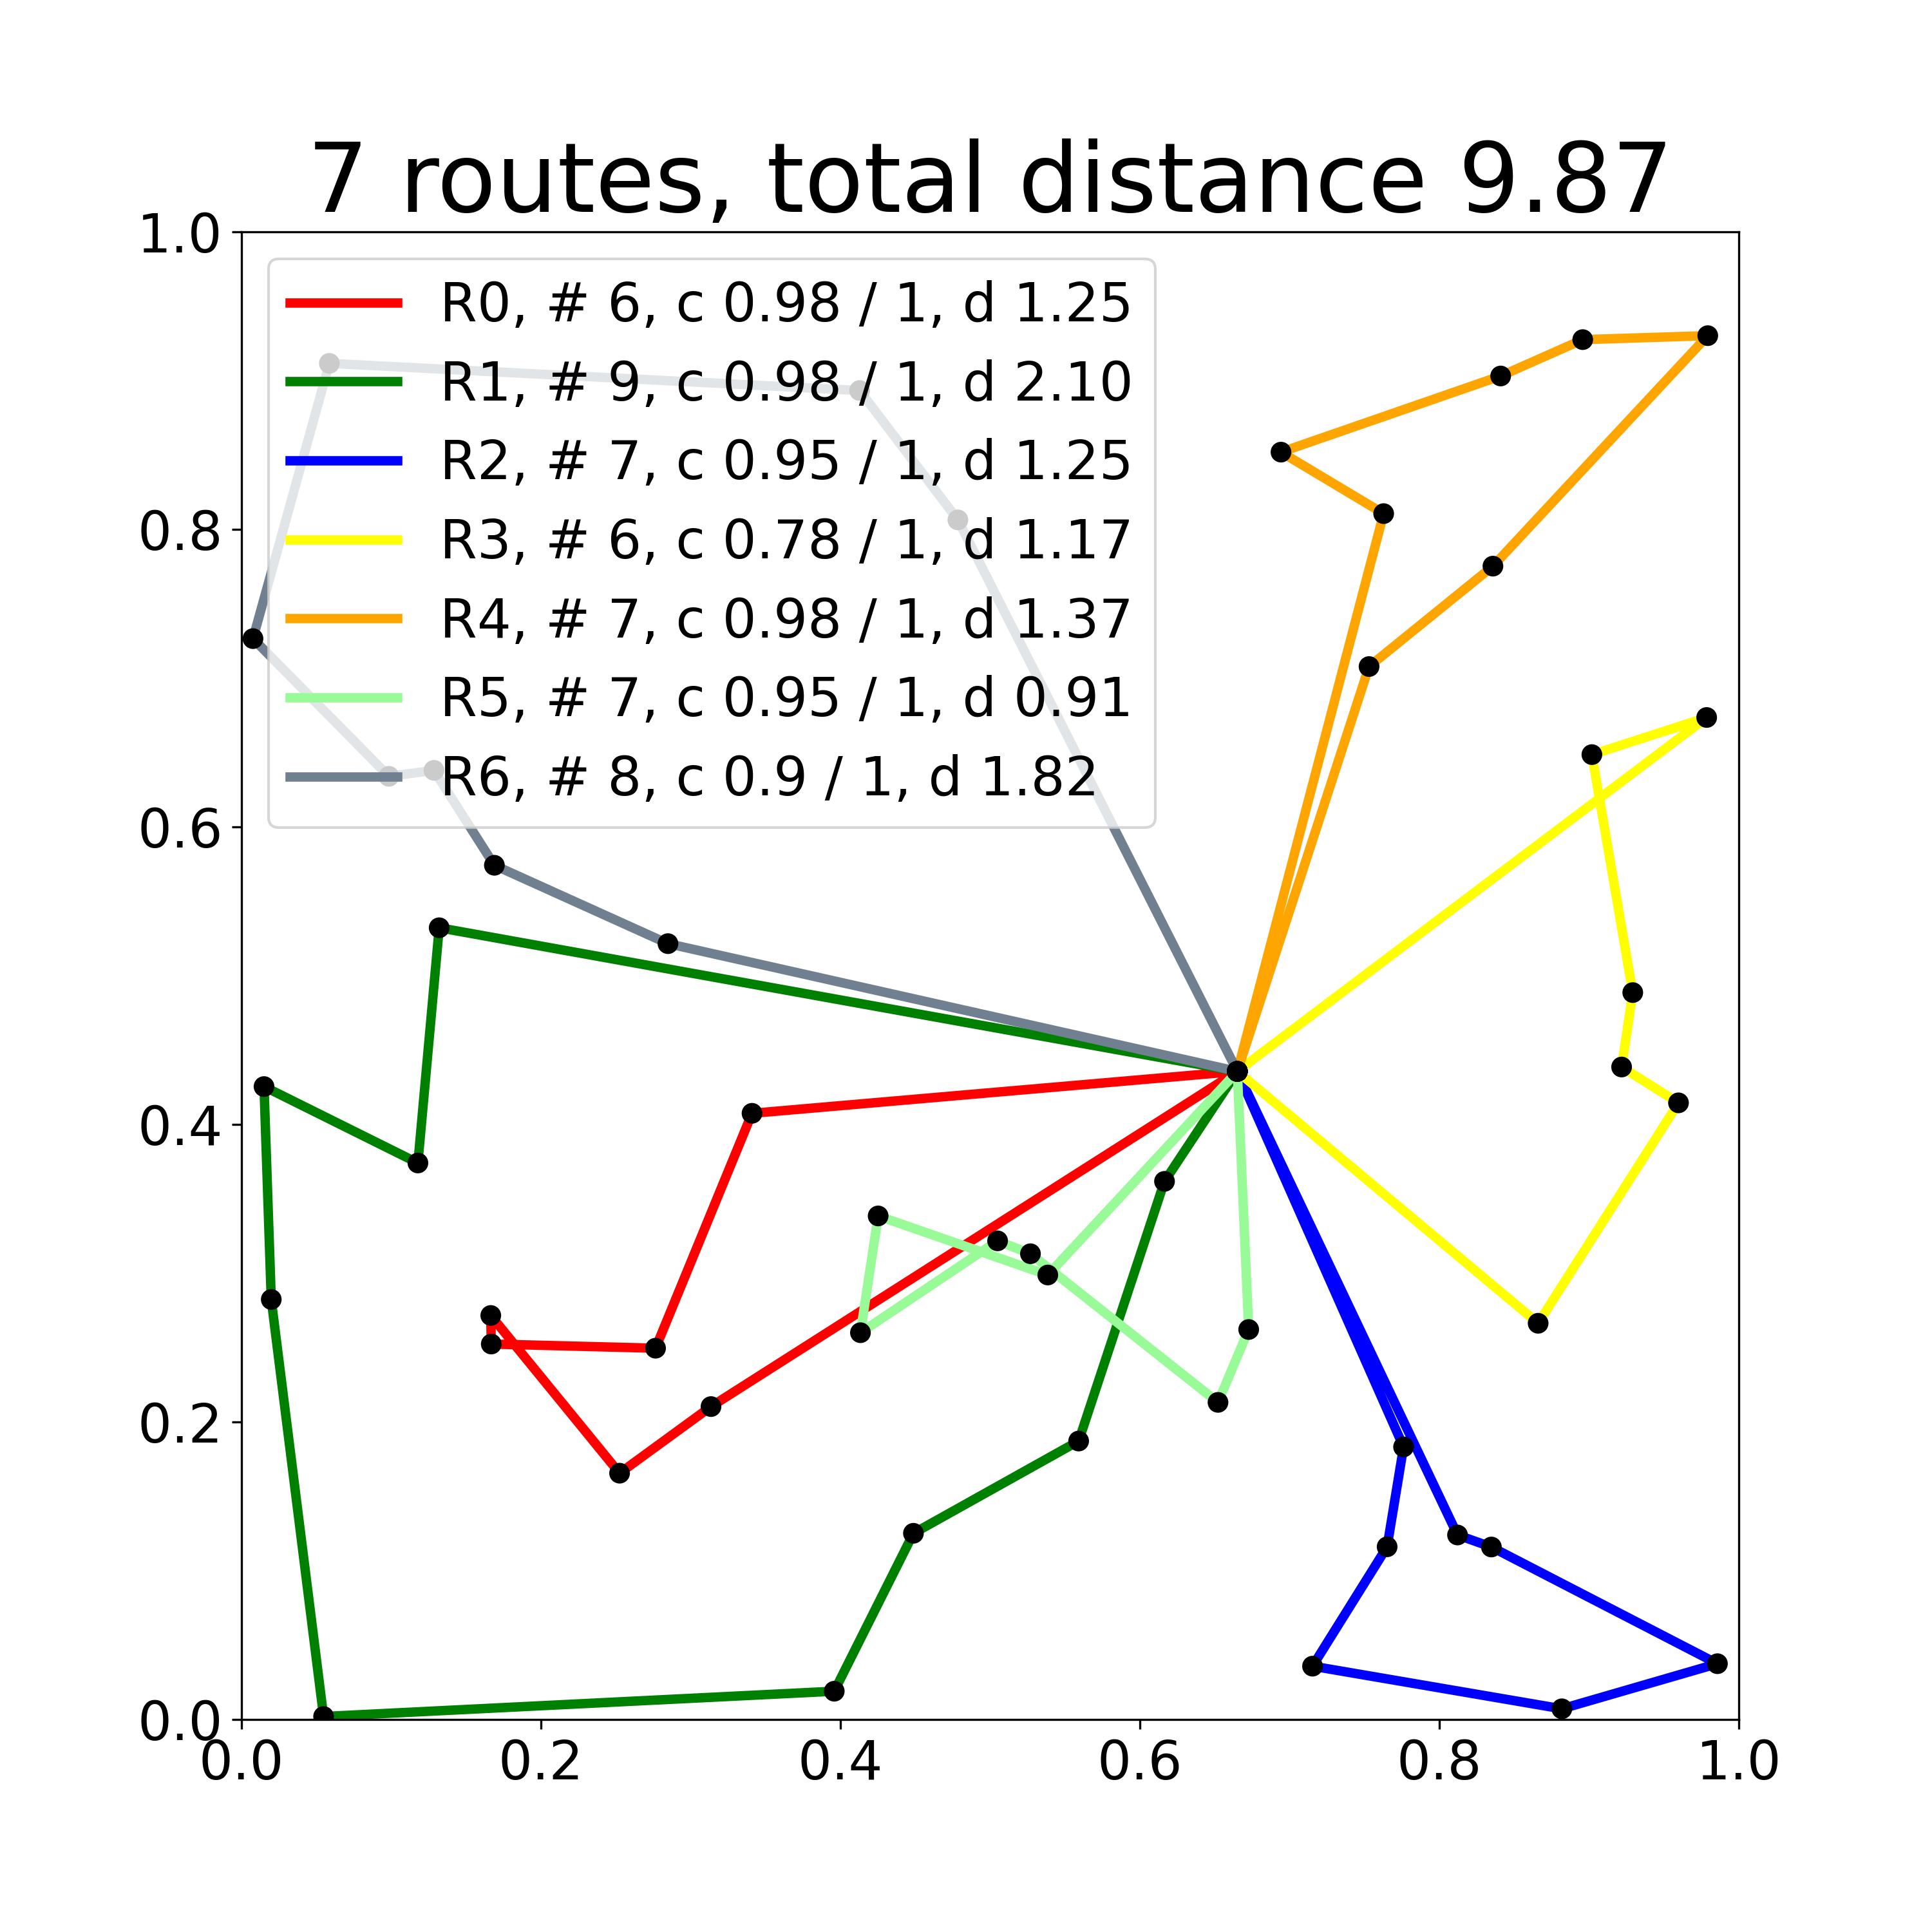 7 routes, total distance 9.87
1.0
R0, # 6, c 0.98 / 1, d 1.25
R1, # 9, c 0.98 / 1, d 2.10
R2, # 7, c 0.95 / 1, d 1.25
0.8
R3, # 6, c 0.78 / 1, d 1.17
R4, # 7, c 0.98 / 1, d 1.37
R5, # 7, c 0.95 / 1, d 0.91
R6, # 8, c 0.9 / 1, d 1.82
0.6
0.4
0.2
0.0
0.0 0.2 0.4 0.6 0.8 1.0